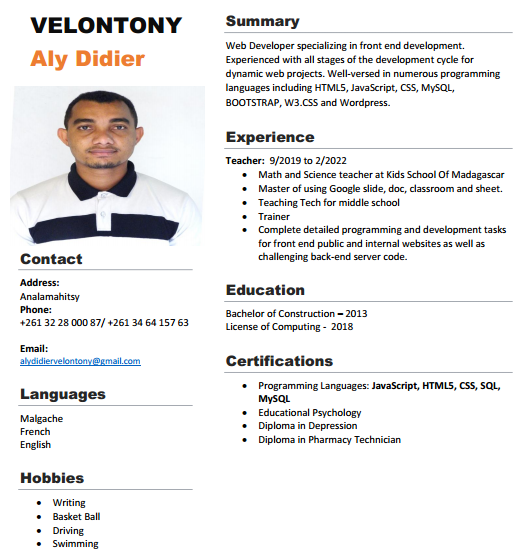 VELONTONY
Aly Didier
Contact
Address:
Analamahitsy
Phone:
+261 32 28 000 87/ +261 34 64 157 63
Email:
alydidiervelontony@gmail.com
Languages
Malgache
French
English
Hobbies
• Writing
• Basket Ball
• Driving
• Swimming
Summary
Web Developer specializing in front end development.
Experienced with all stages of the development cycle for
dynamic web projects. Well-versed in numerous programming
languages including HTML5, JavaScript, CSS, MySQL,
BOOTSTRAP, W3.CSS and Wordpress.
Experience
Teacher: 9/2019 to 2/2022
• Math and Science teacher at Kids School Of Madagascar
• Master of using Google slide, doc, classroom and sheet.
• Teaching Tech for middle school
• Trainer
• Complete detailed programming and development tasks
for front end public and internal websites as well as
challenging back-end server code.
Education
Bachelor of Construction – 2013
License of Computing - 2018
Certifications
• Programming Languages: JavaScript, HTML5, CSS, SQL,
MySQL
• Educational Psychology
• Diploma in Depression
• Diploma in Pharmacy Technician